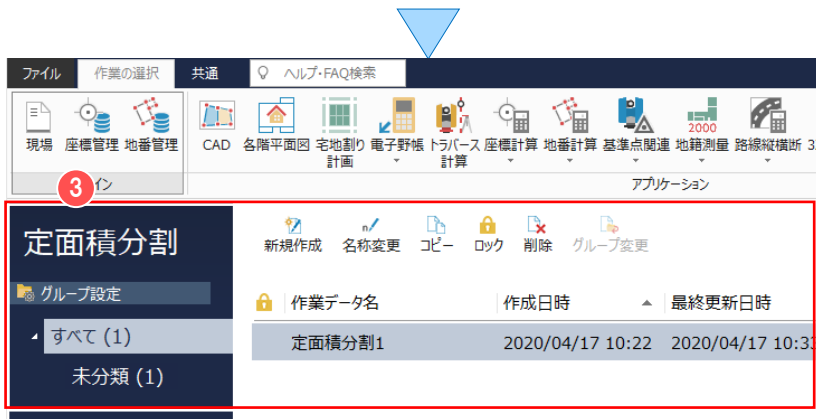 ファイル 作業の選択 共通 ヘルプ・FAQ検索
現場 座標管理 地番管理 CAD 各階平面図 宅地割り 計画 電子野帳 トラバース 計算 座標計算 地番計算 基準点関連 2000 地籍測量 路線縦横断
3 イン アプリケーション
定面積分割
新規作成 名称変更 コピー ロック 削除 グループ変更
グループ設定
作業データ名 作成日時 最終更新日時
すべて (1)
定面積分割1 2020/04/17 10:22 2020/04/17 10:33
未分類 (1)